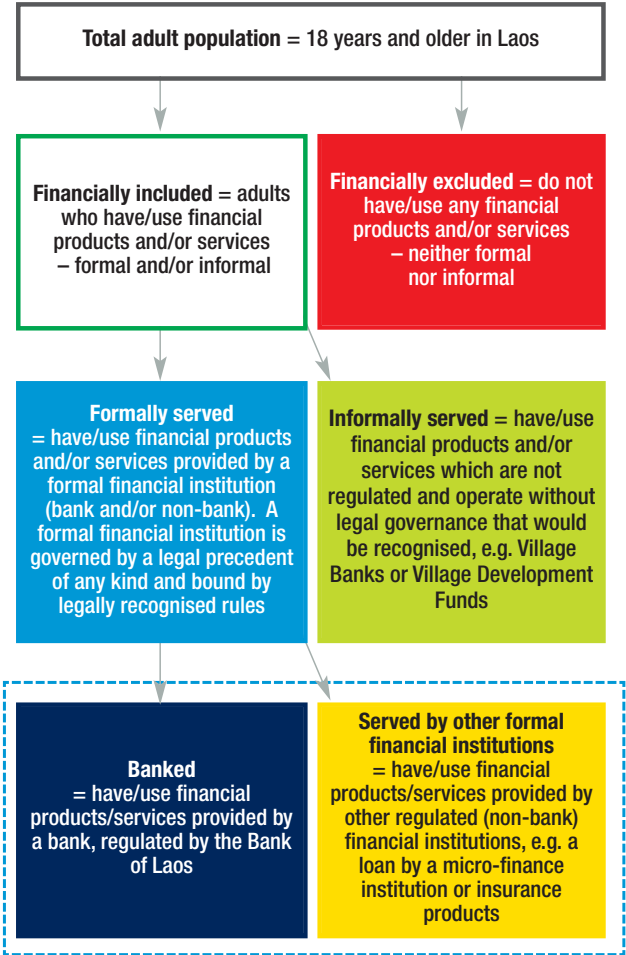 Total adult population = 18 years and older in Laos
Financially included = adults
who have/use financial
products and/or services
– formal and/or informal
Financially excluded = do not
have/use any financial
products and/or services
– neither formal
nor informal
Formally served
= have/use financial products
and/or services provided by a
formal financial institution
(bank and/or non-bank). A
formal financial institution is
governed by a legal precedent
of any kind and bound by
legally recognised rules
Informally served = have/use
financial products and/or
services which are not
regulated and operate without
legal governance that would
be recognised, e.g. Village
Banks or Village Development
Funds
Banked
= have/use financial
products/services provided by
a bank, regulated by the Bank
of Laos
Served by other formal
financial institutions
= have/use financial
products/services provided by
other regulated (non-bank)
financial institutions, e.g. a
loan by a micro-finance
institution or insurance
products